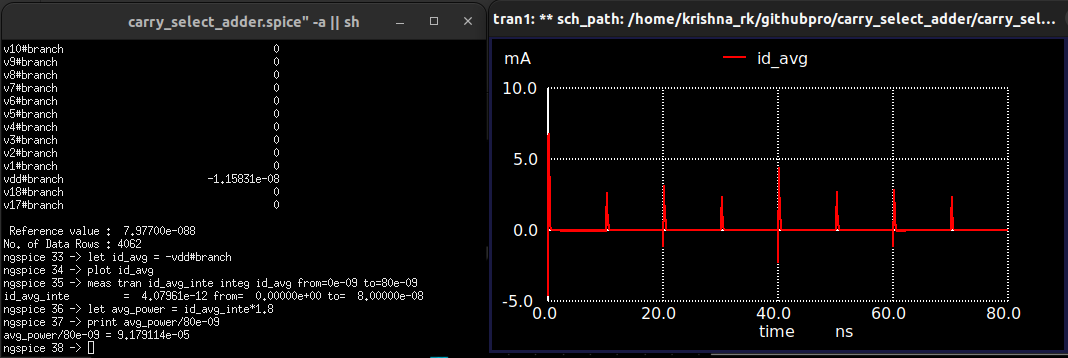 carry_select_adder.spice" -a || sh
v10#branch 0
v9#branch 0
v8#branch 0
v7#branch 0
v6#branch 0
v5#branch 0
v4#branch 0
v3#branch 0
v2#branch 0
v1#branch 0
vdd#branch -1.15831e-08
v18#branch 0
v17#branch 0
Reference value : 7.97700e-088
No. of Data Rows : 4062
ngspice 33 -> let id_avg = -vdd#branch
ngspice 34 -> plot id_avg
ngspice 35 -> meas tran id_avg_inte integ id_avg from=0e-09 to=80e-09
id_avg_inte = 4.07961e-12 from= 0.00000e+00 to= 8.00000e-08
ngspice 36 -> let avg_power = id_avg_inte*1.8
ngspice 37 -> print avg_power/80e-09
avg_power/80e-09 = 9.179114e-05
ngspice 38 ->
tran1: ** sch_path: /home/krishna_rk/githubpro/carry_select_adder/carry_sel...
mA
id_avg
10.0
5.0
0.0
-5.0
0.0 20.0 40.0 60.0 80.0
time ns